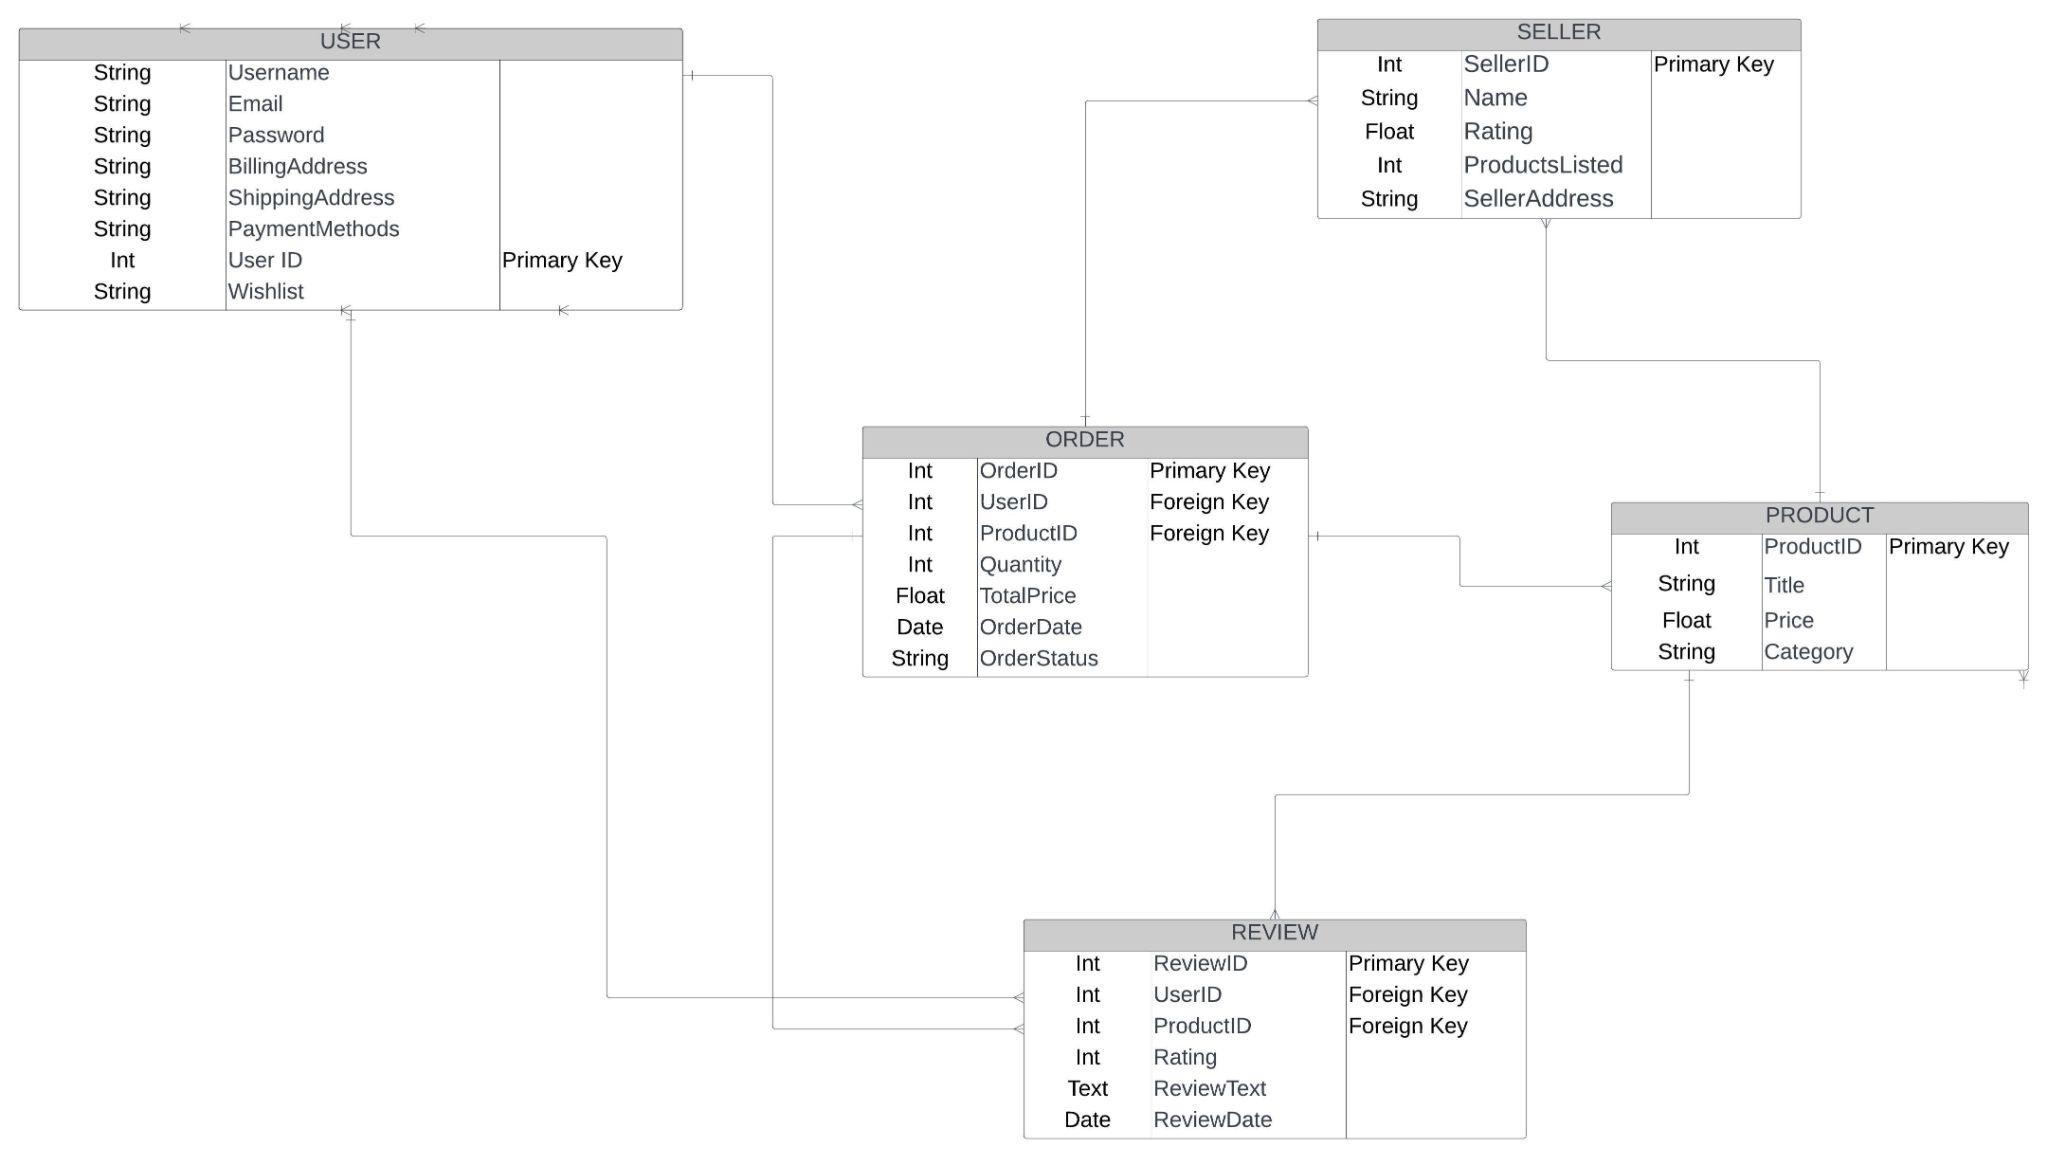 USER
String Username
String Email
String Password
String BillingAddress
String ShippingAddress
String PaymentMethods
Int User ID Primary Key
String Wishlist
SELLER
Int SellerID Primary Key
String Name
Float Rating
Int ProductsListed
String SellerAddress
ORDER
Int OrderID Primary Key
Int UserID Foreign Key
Int ProductID Foreign Key
Int Quantity
Float TotalPrice
Date OrderDate
String OrderStatus
PRODUCT
Int ProductID Primary Key
String Title
Float Price
String Category
REVIEW
Int ReviewID Primary Key
Int UserID Foreign Key
Int ProductID Foreign Key
Int Rating
Text ReviewText
Date ReviewDate